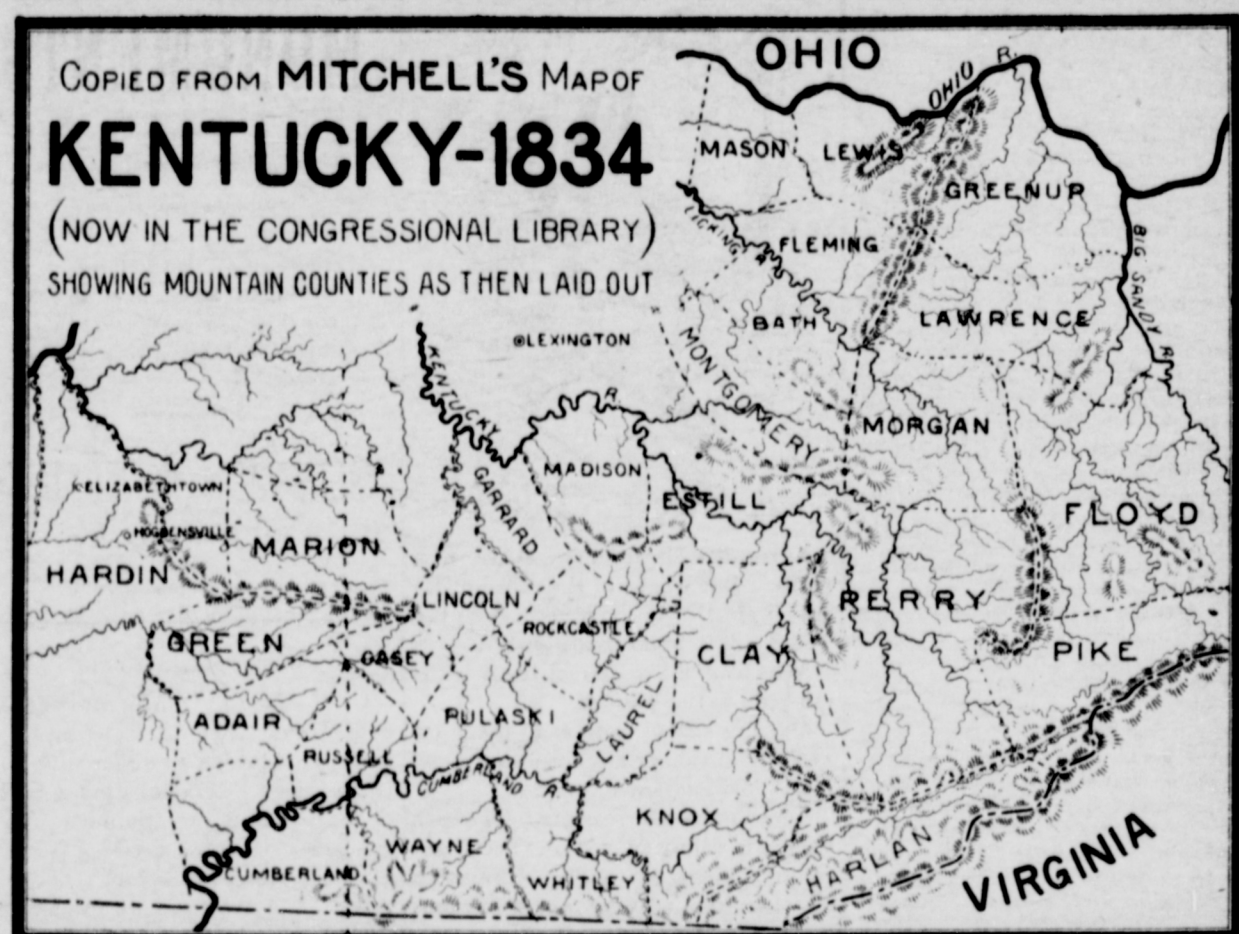 COPIED FROM MITCHELL'S MAP OF
KENTUCKY-1834
(NOW IN THE CONGRESSIONAL LIBRARY)
SHOWING MOUNTAIN COUNTIES AS THEN LAID OUT
OHIO
OHIO R.
MASON
LEWIS
GREENUP
LICKING R.
FLEMING
BIG SANDY R.
BATH
LAWRENCE
LEXINGTON
MONTGOMERY
KENTUCKY R.
MORGAN
GARRARD
MADISON
ELIZABETHTOWN
ESTILL
FLOYD
HODGENSVILLE
MARION
HARDIN
LINCOLN
PERRY
ROCKCASTLE
GREEN
CASEY
CLAY
PIKE
ADAIR
PULASKI
LAUREL
RUSSELL
CUMBERLAND R.
KNOX
WAYNE
HARLAN
VIRGINIA
CUMBERLAND
WHITLEY